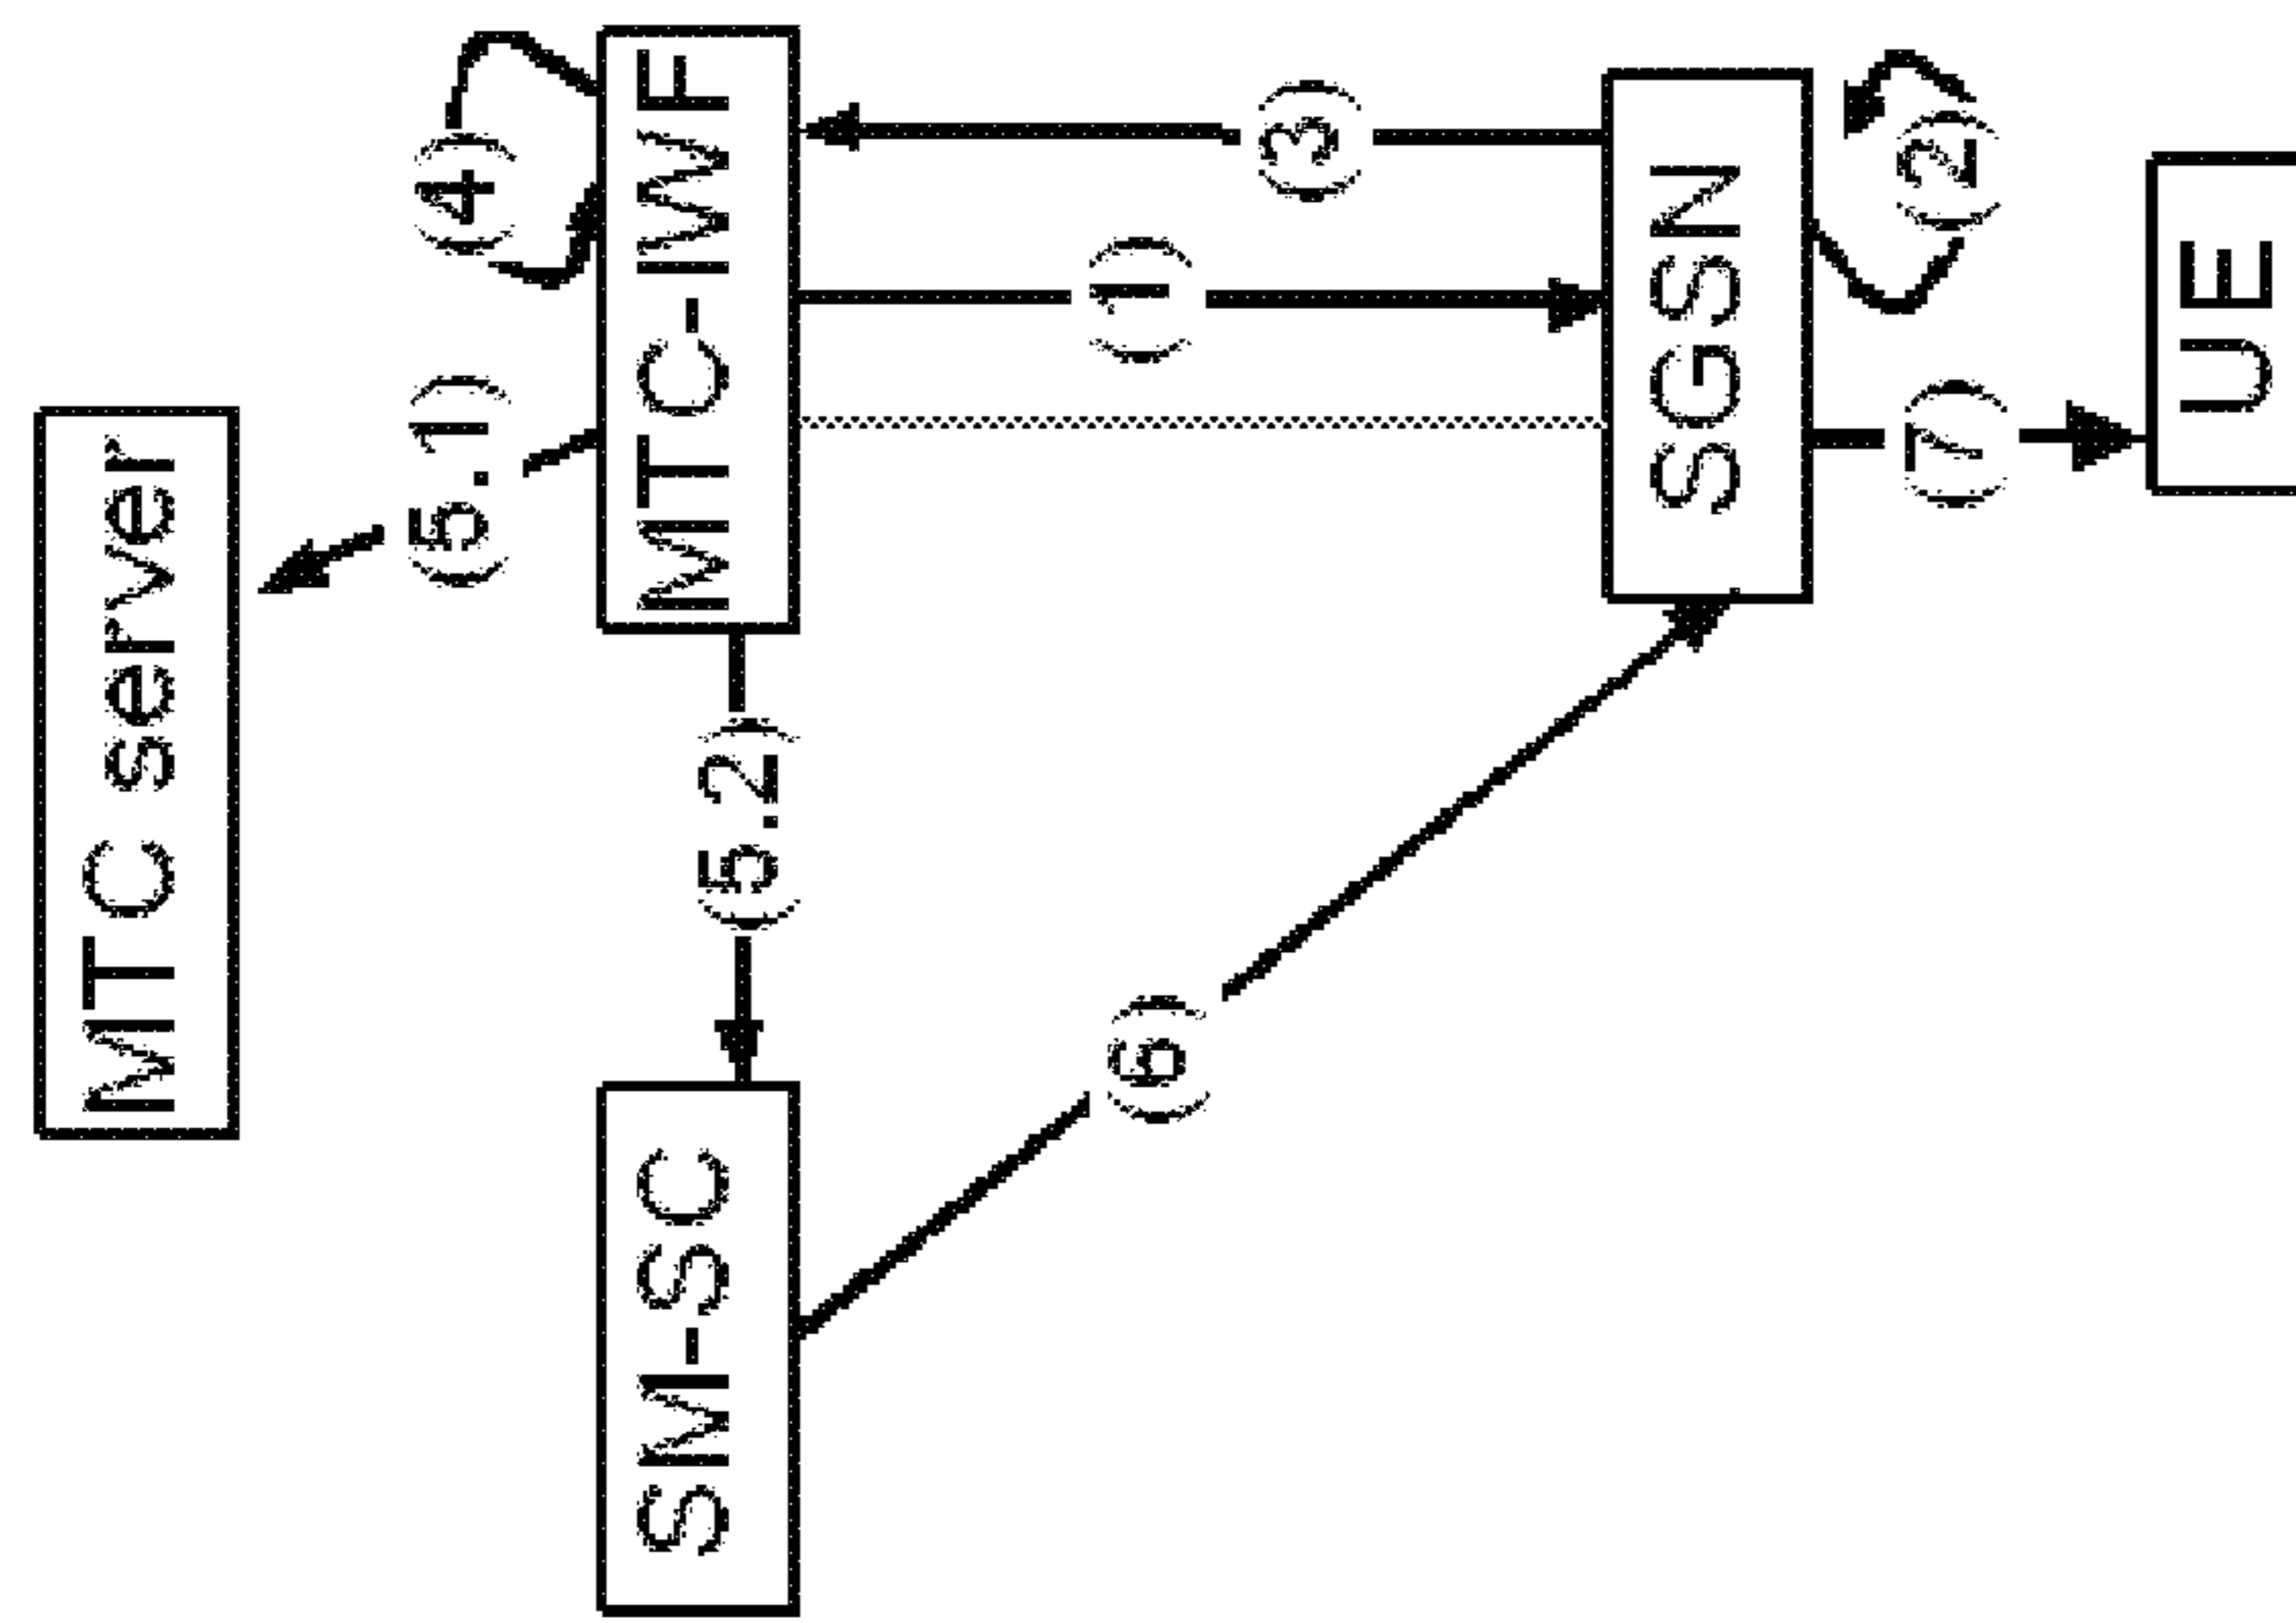 MTC server
(5.1)
(4)
SM-SC
(5.2)
MTC-IWF
(6)
(1)
(3)
SGSN
(7)
(2)
UE